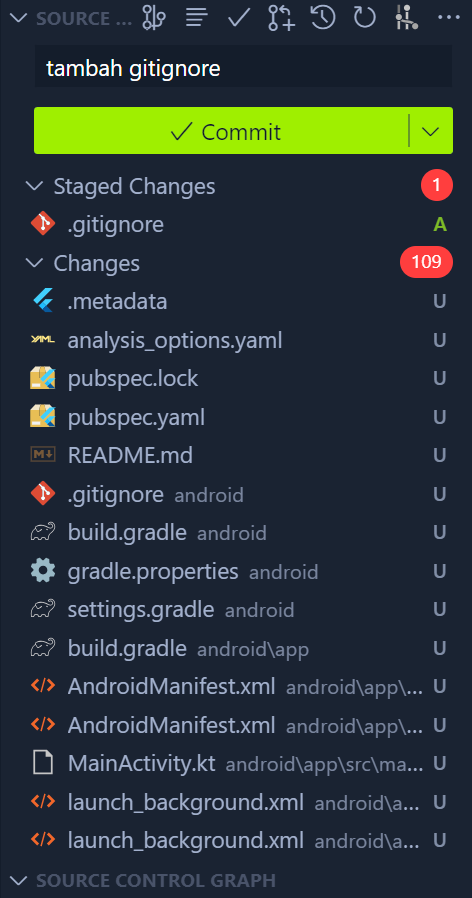 SOURCE ...
tambah gitignore
Commit
Staged Changes 1
.gitignore A
Changes 109
.metadata U
YAML analysis_options.yaml U
pubspec.lock U
pubspec.yaml U
README.md U
.gitignore android U
build.gradle android U
gradle.properties android U
settings.gradle android U
build.gradle android\app U
AndroidManifest.xml android\app\... U
AndroidManifest.xml android\app\... U
MainActivity.kt android\app\src\ma... U
launch_background.xml android\a... U
launch_background.xml android\a... U
SOURCE CONTROL GRAPH